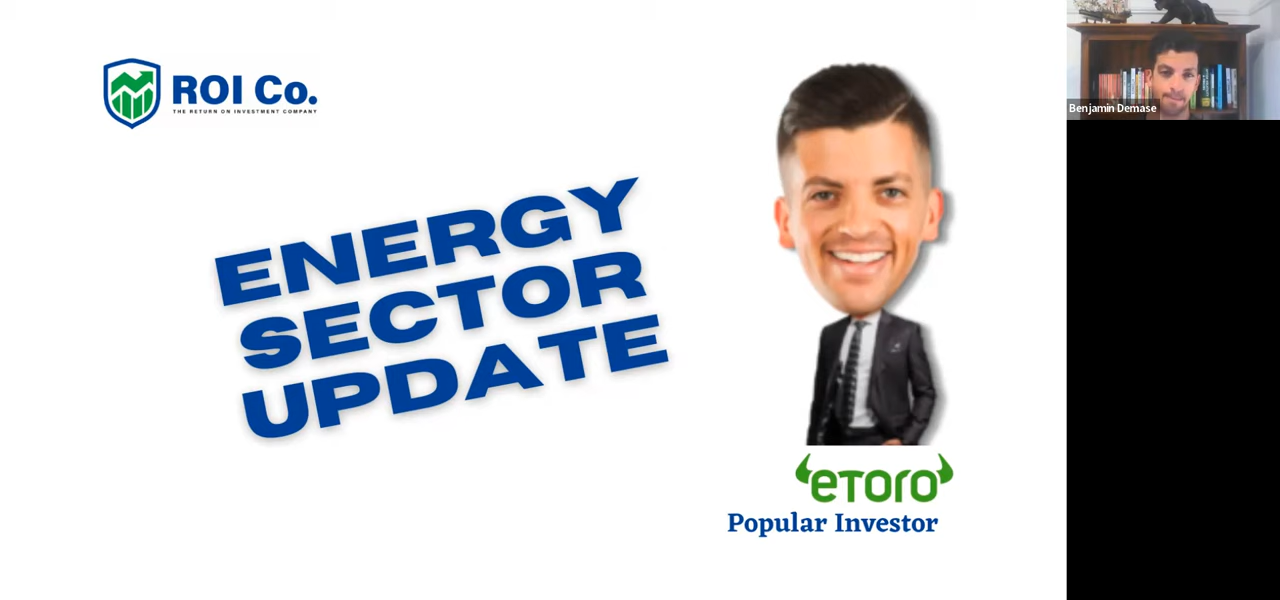 ROI Co.
THE RETURN ON INVESTMENT COMPANY
Benjamin Demase
ENERGY
SECTOR
UPDATE
eToro
Popular Investor